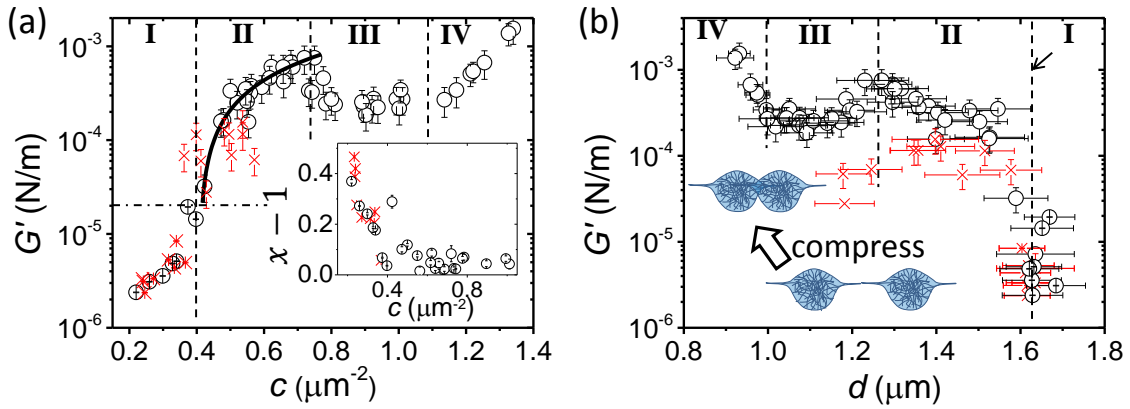 (a)
I II III IV
10⁻³
10⁻⁴
10⁻⁵
10⁻⁶
G′ (N/m)
0.2 0.4 0.6 0.8 1.0 1.2 1.4
c (μm⁻²)
0.4
0.2
0.0
x − 1
0.4 0.8
c (μm⁻²)
(b)
IV III II I
10⁻³
10⁻⁴
10⁻⁵
10⁻⁶
G′ (N/m)
compress
0.8 1.0 1.2 1.4 1.6 1.8
d (μm)